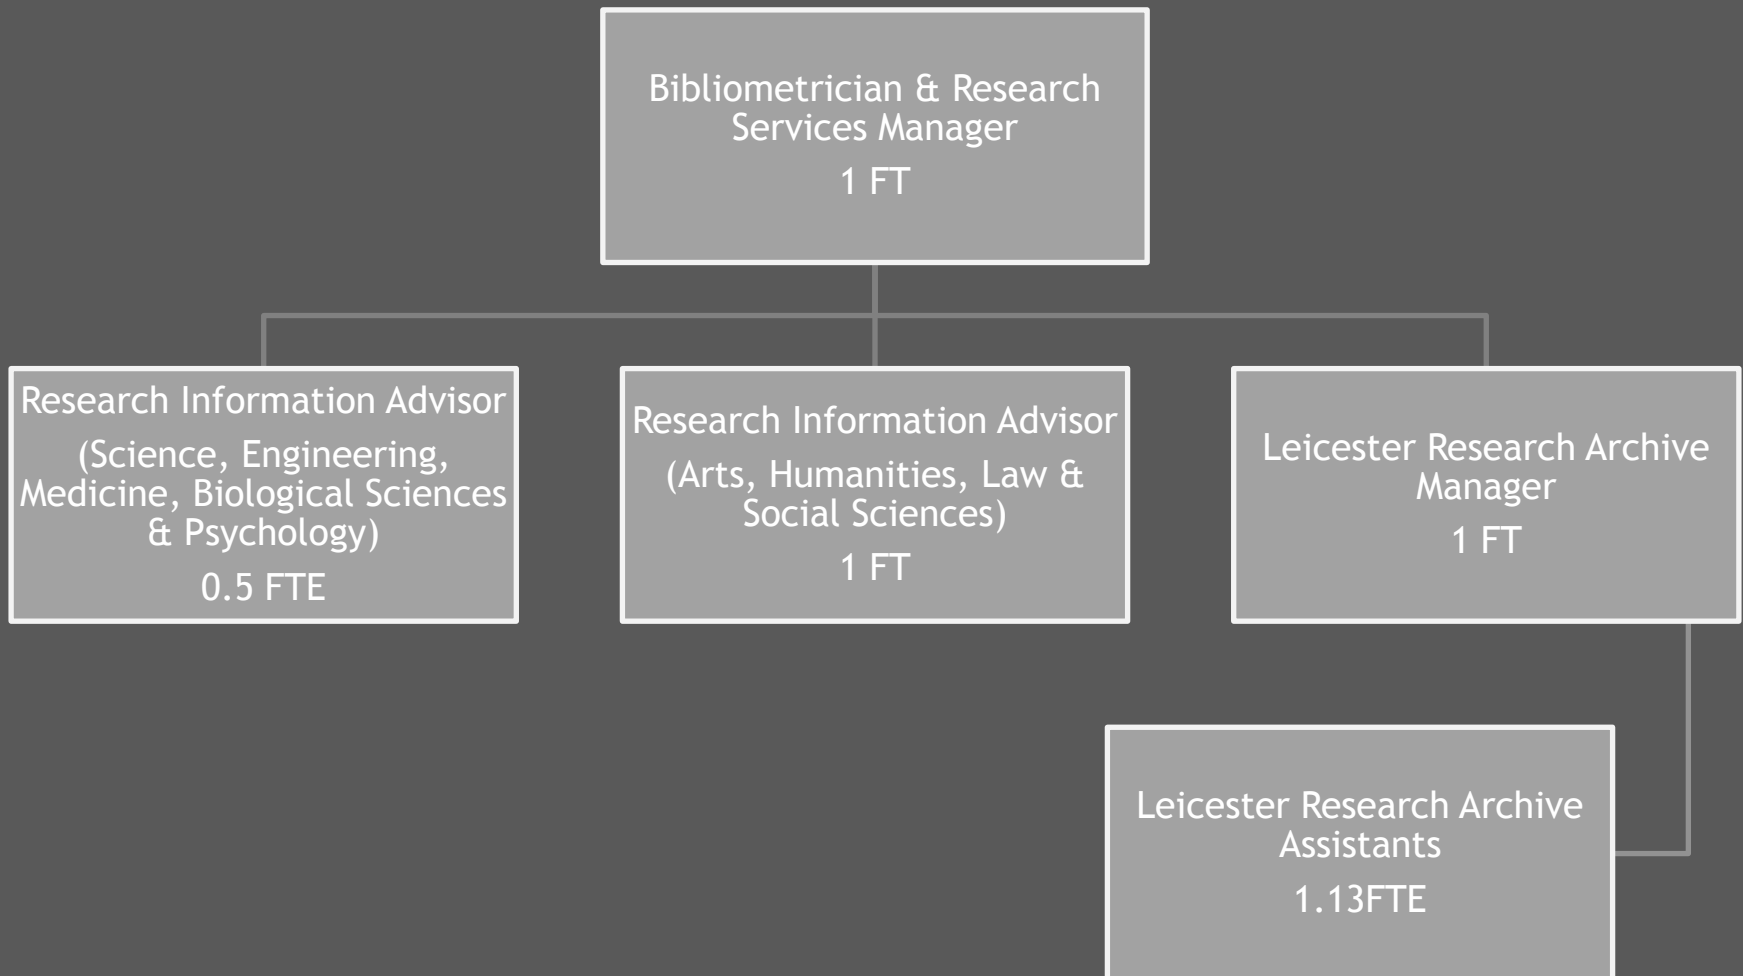 Bibliometrician & Research
Services Manager
1 FT
Research Information Advisor
(Science, Engineering,
Medicine, Biological Sciences
& Psychology)
0.5 FTE
Research Information Advisor
(Arts, Humanities, Law &
Social Sciences)
1 FT
Leicester Research Archive
Manager
1 FT
Leicester Research Archive
Assistants
1.13FTE